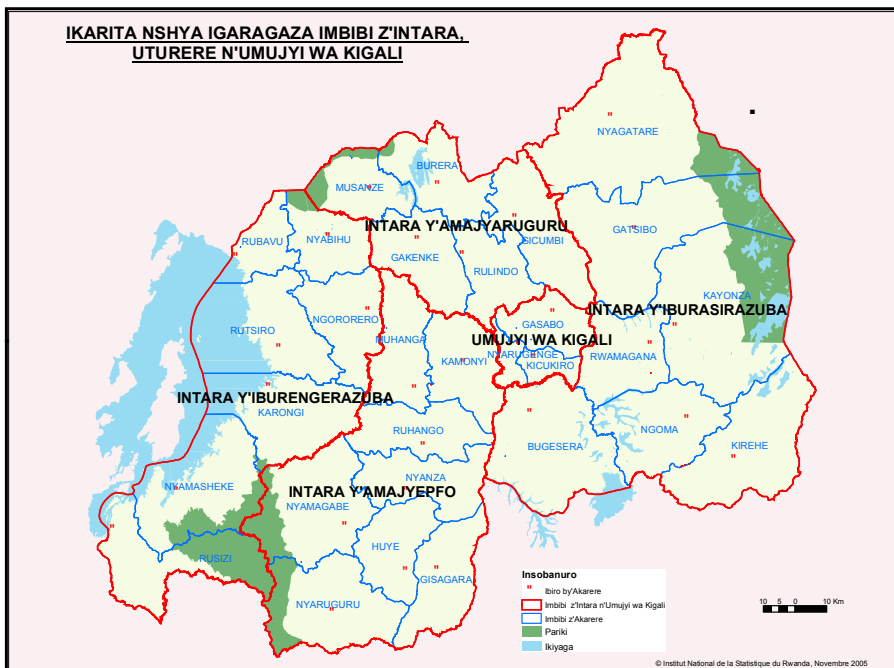 IKARITA NSHYA IGARAGAZA IMBIBI Z'INTARA,
UTURERE N'UMUJYI WA KIGALI
NYAGATARE
BURERA
MUSANZE
INTARA Y'AMAJYARUGURU
GICUMBI
GATSIBO
RUBAVU
NYABIHU
GAKENKE
RULINDO
KAYONZA
NGORORERO
INTARA Y'IBURASIRAZUBA
GASABO
RUTSIRO
MUHANGA
UMUJYI WA KIGALI
RWAMAGANA
NYARUGENGE
KAMONYI
KICUKIRO
INTARA Y'IBURENGERAZUBA
KARONGI
RUHANGO
NGOMA
BUGESERA
KIREHE
NYAMASHEKE
NYANZA
INTARA Y'AMAJYEPFO
NYAMAGABE
HUYE
RUSIZI
GISAGARA
NYARUGURU
Insobanuro
Ibiro by'Akarere
Imbibi z'Intara n'Umujyi wa Kigali
Imbibi z'Akarere
Pariki
Ikiyaga
10 5 0 10 Km
© Institut National de la Statistique du Rwanda, Novembre 2005